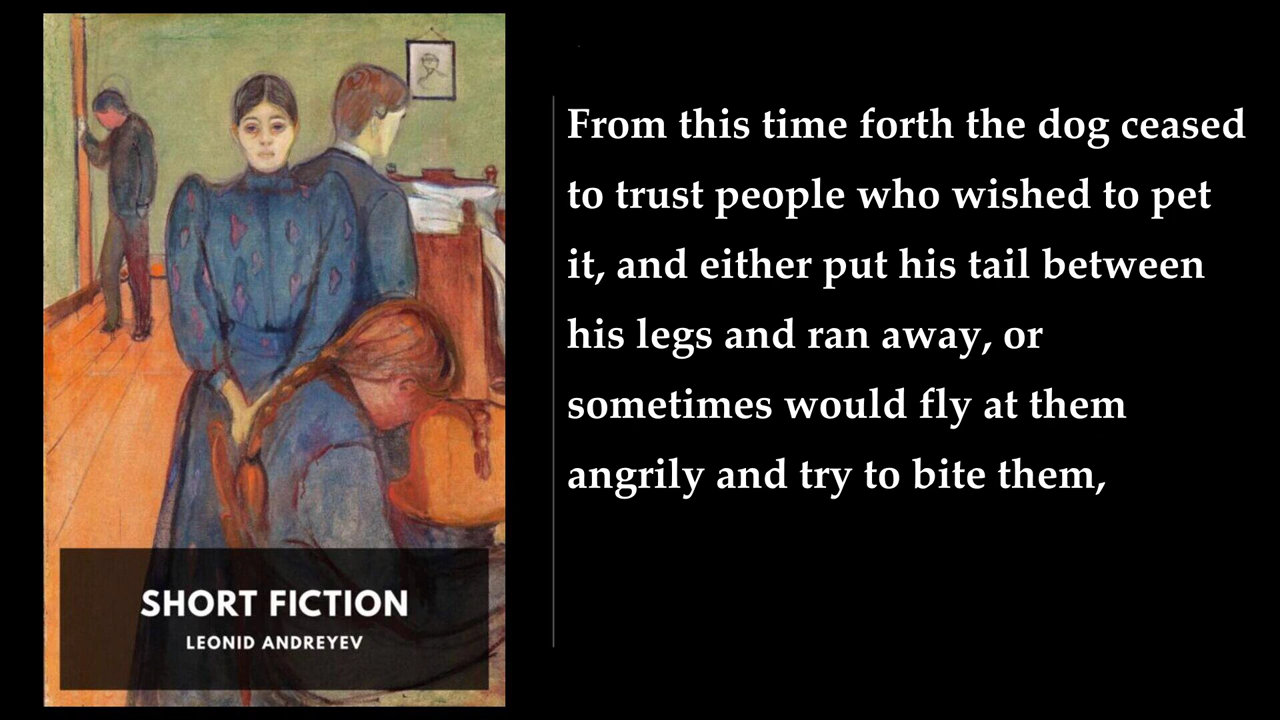 SHORT FICTION
LEONID ANDREYEV
From this time forth the dog ceased
to trust people who wished to pet
it, and either put his tail between
his legs and ran away, or
sometimes would fly at them
angrily and try to bite them,